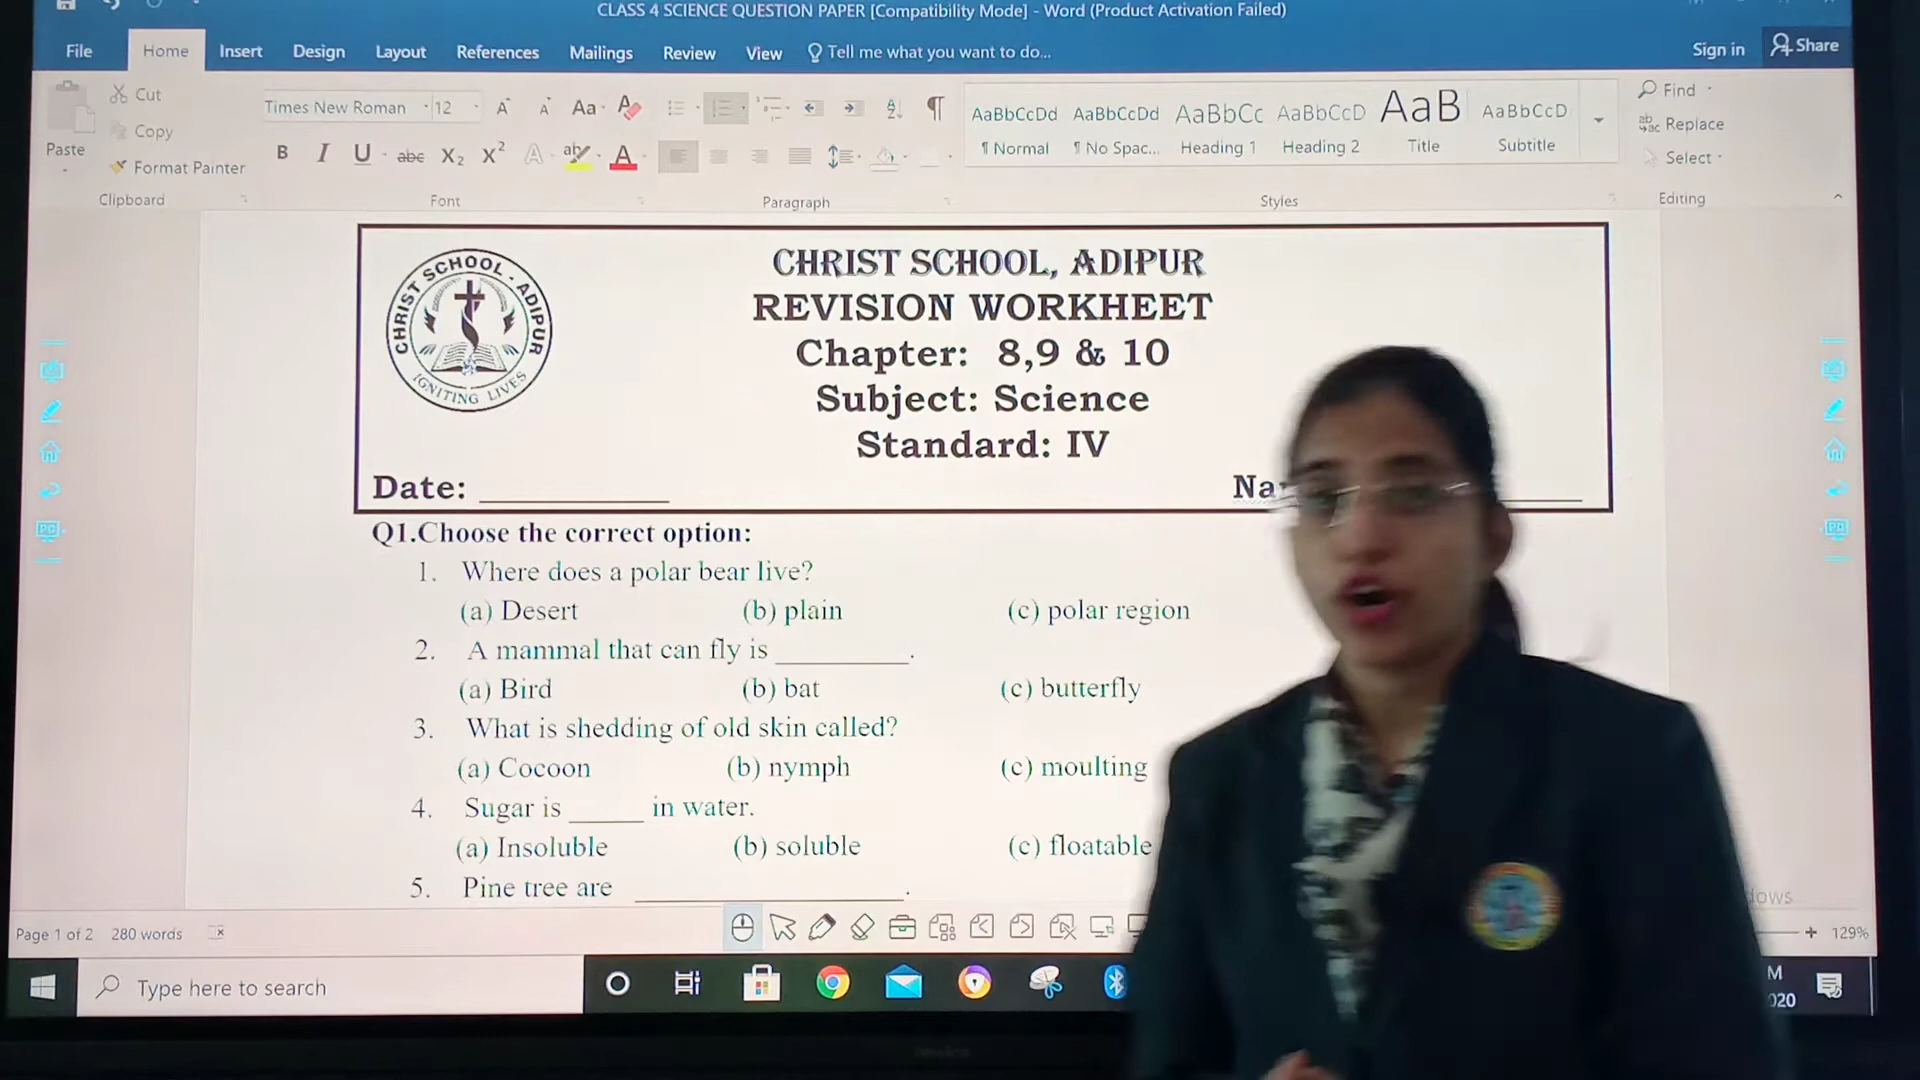 CLASS 4 SCIENCE QUESTION PAPER [Compatibility Mode] - Word (Product Activation Failed)
File Home Insert Design Layout References Mailings Review View Tell me what you want to do... Sign in Share
Cut
Copy
Format Painter
Paste
Clipboard
Times New Roman 12
Font
Paragraph
AaBbCcDd AaBbCcDd AaBbCc AaBbCcD AaB AaBbCcD
¶ Normal ¶ No Spac... Heading 1 Heading 2 Title Subtitle
Styles
Find
Replace
Select
Editing
CHRIST SCHOOL - ADIPUR
IGNITING LIVES
CHRIST SCHOOL, ADIPUR
REVISION WORKHEET
Chapter: 8,9 & 10
Subject: Science
Standard: IV
Date: __________ Na
Q1.Choose the correct option:
1. Where does a polar bear live?
(a) Desert (b) plain (c) polar region
2. A mammal that can fly is _________.
(a) Bird (b) bat (c) butterfly
3. What is shedding of old skin called?
(a) Cocoon (b) nymph (c) moulting
4. Sugar is _____ in water.
(a) Insoluble (b) soluble (c) floatable
5. Pine tree are __________________.
Page 1 of 2 280 words 129%
Type here to search
M
020